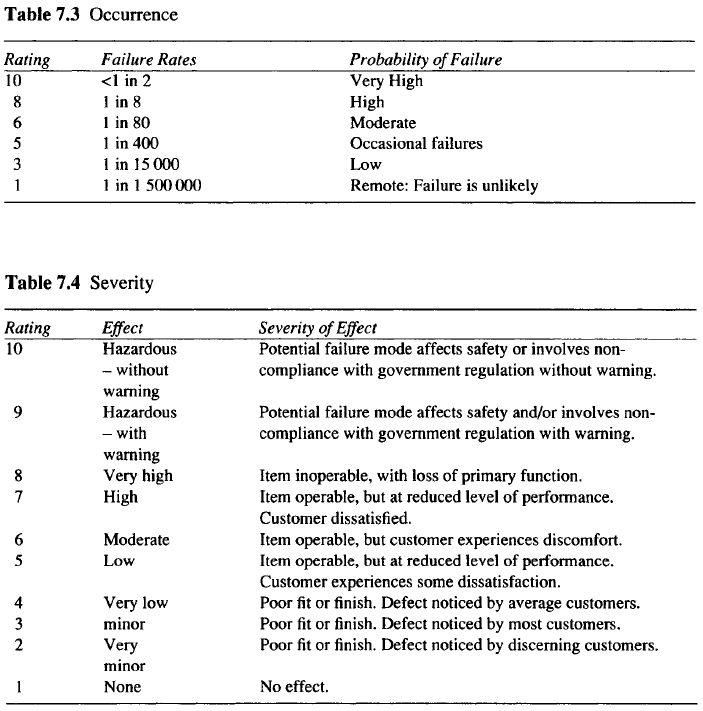 Table 7.3 Occurrence
Rating Failure Rates Probability of Failure
10 <1 in 2 Very High
8 1 in 8 High
6 1 in 80 Moderate
5 1 in 400 Occasional failures
3 1 in 15 000 Low
1 1 in 1 500 000 Remote: Failure is unlikely
Table 7.4 Severity
Rating Effect Severity of Effect
10 Hazardous Potential failure mode affects safety or involves non-
– without compliance with government regulation without warning.
warning
9 Hazardous Potential failure mode affects safety and/or involves non-
– with compliance with government regulation with warning.
warning
8 Very high Item inoperable, with loss of primary function.
7 High Item operable, but at reduced level of performance.
Customer dissatisfied.
6 Moderate Item operable, but customer experiences discomfort.
5 Low Item operable, but at reduced level of performance.
Customer experiences some dissatisfaction.
4 Very low Poor fit or finish. Defect noticed by average customers.
3 minor Poor fit or finish. Defect noticed by most customers.
2 Very Poor fit or finish. Defect noticed by discerning customers.
minor
1 None No effect.